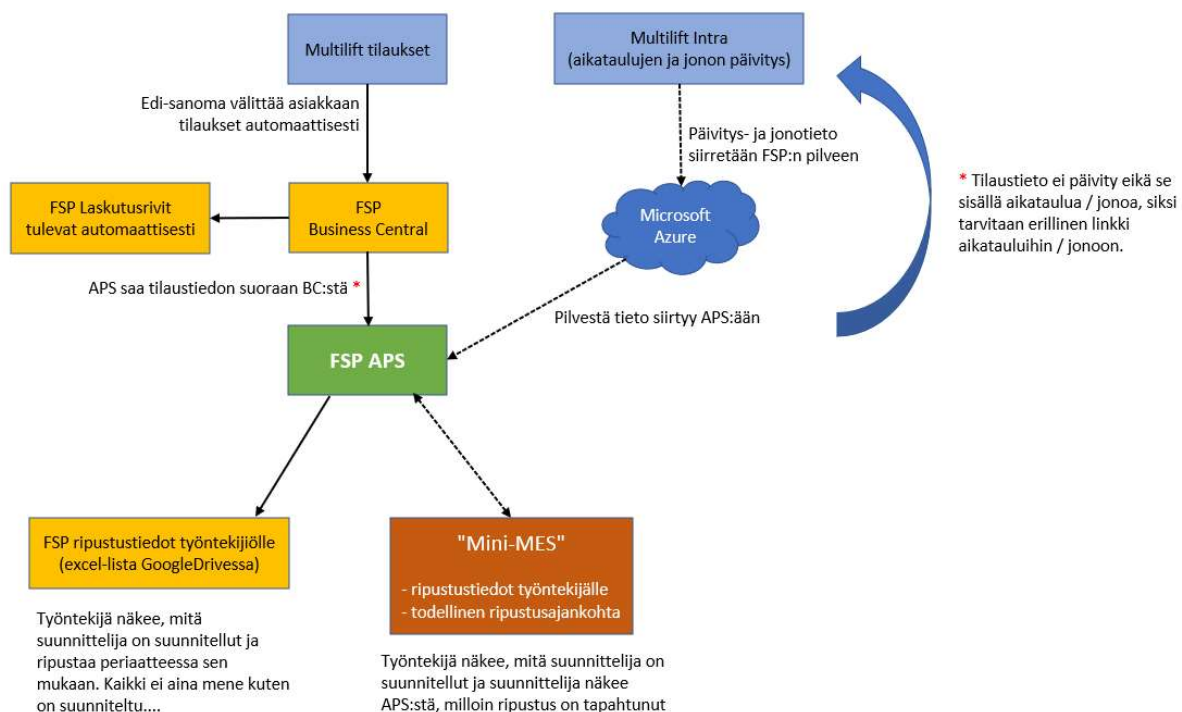 Multilift tilaukset
Multilift Intra
(aikataulujen ja jonon päivitys)
Edi-sanoma välittää asiakkaan
tilaukset automaattisesti
Päivitys- ja jonotieto
siirretään FSP:n pilveen
* Tilaustieto ei päivity eikä se
sisällä aikataulua / jonoa, siksi
tarvitaan erillinen linkki
aikatauluihin / jonoon.
FSP Laskutusrivit
tulevat automaattisesti
FSP
Business Central
Microsoft
Azure
APS saa tilaustiedon suoraan BC:stä *
Pilvestä tieto siirtyy APS:ään
FSP APS
FSP ripustustiedot työntekijiölle
(excel-lista GoogleDrivessa)
"Mini-MES"
- ripustustiedot työntekijälle
- todellinen ripustusajankohta
Työntekijä näkee, mitä
suunnittelija on suunnitellut ja
ripustaa periaatteessa sen
mukaan. Kaikki ei aina mene kuten
on suunniteltu....
Työntekijä näkee, mitä suunnittelija on
suunnitellut ja suunnittelija näkee
APS:stä, milloin ripustus on tapahtunut